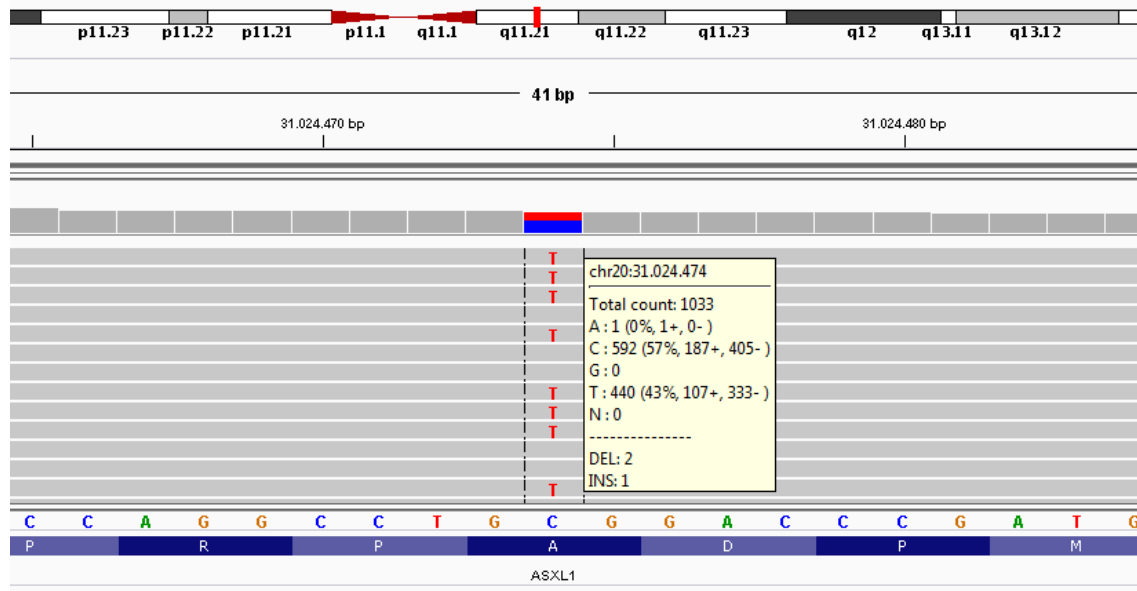 p11.23 p11.22 p11.21 p11.1 q11.1 q11.21 q11.22 q11.23 q12 q13.11 q13.12
41 bp
31.024.470 bp 31.024.480 bp
T
T
T
T
T
T
T
T
chr20:31.024.474
Total count: 1033
A : 1 (0%, 1+, 0- )
C : 592 (57%, 187+, 405- )
G : 0
T : 440 (43%, 107+, 333- )
N : 0
---------------
DEL: 2
INS: 1
C C A G G C C T G C G G A C C C G A T G
P R P A D P M
ASXL1